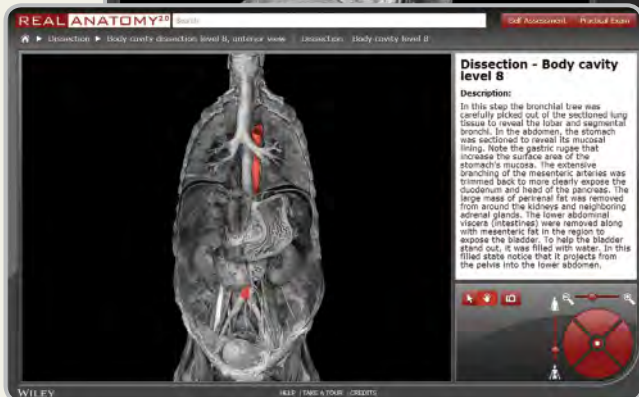 REAL ANATOMY 2.0
Search
Self Assessment
Practical Exam
Dissection ▶ Body cavity dissection level 8, anterior view | Dissection: Body cavity level 8
Dissection - Body cavity
level 8
Description:
In this step the bronchial tree was
carefully picked out of the sectioned lung
tissue to reveal the lobar and segmental
bronchi. In the abdomen, the stomach
was sectioned to reveal its mucosal
lining. Note the gastric rugae that
increase the surface area of the
stomach's mucosa. The extensive
branching of the mesenteric arteries was
trimmed back to more clearly expose the
duodenum and head of the pancreas. The
large mass of perirenal fat was removed
from around the kidneys and neighboring
adrenal glands. The lower abdominal
viscera (intestines) were removed along
with mesenteric fat in the region to
expose the bladder. To help the bladder
stand out, it was filled with water. In this
filled state notice that it projects from
the pelvis into the lower abdomen.
WILEY
HELP | TAKE A TOUR | CREDITS